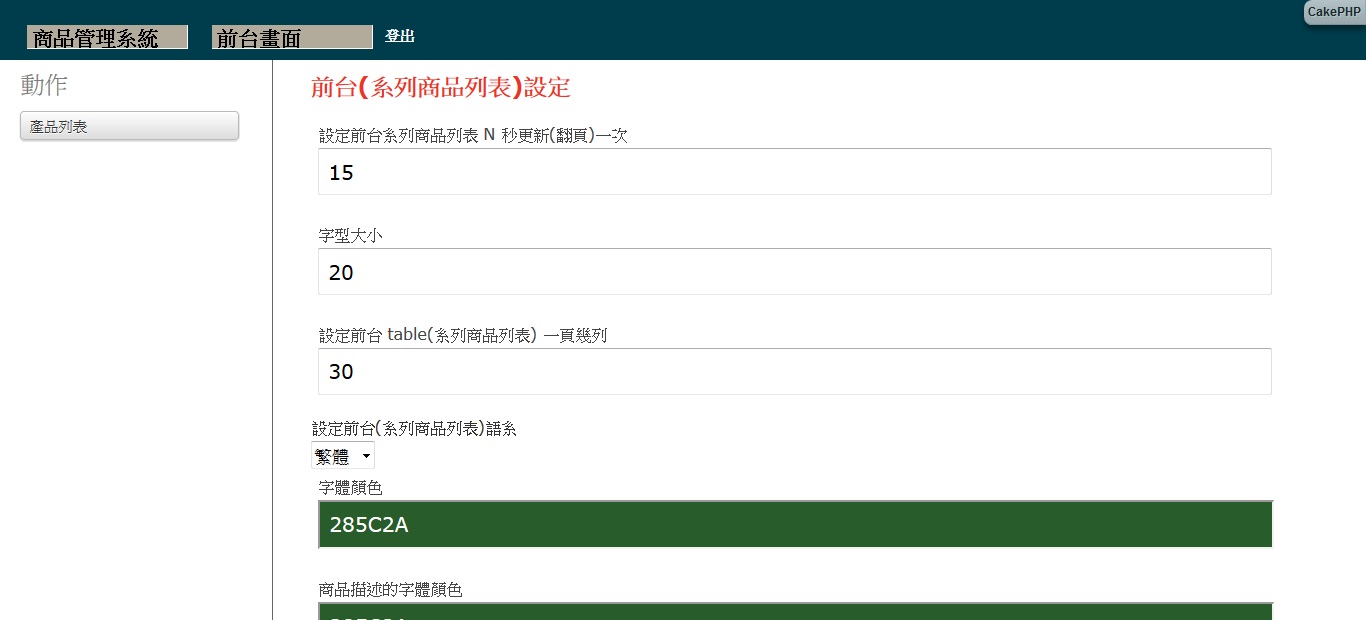 CakePHP
商品管理系統 前台畫面 登出
動作
產品列表
前台(系列商品列表)設定
設定前台系列商品列表 N 秒更新(翻頁)一次
15
字型大小
20
設定前台 table(系列商品列表) 一頁幾列
30
設定前台(系列商品列表)語系
繁體
字體顏色
285C2A
商品描述的字體顏色